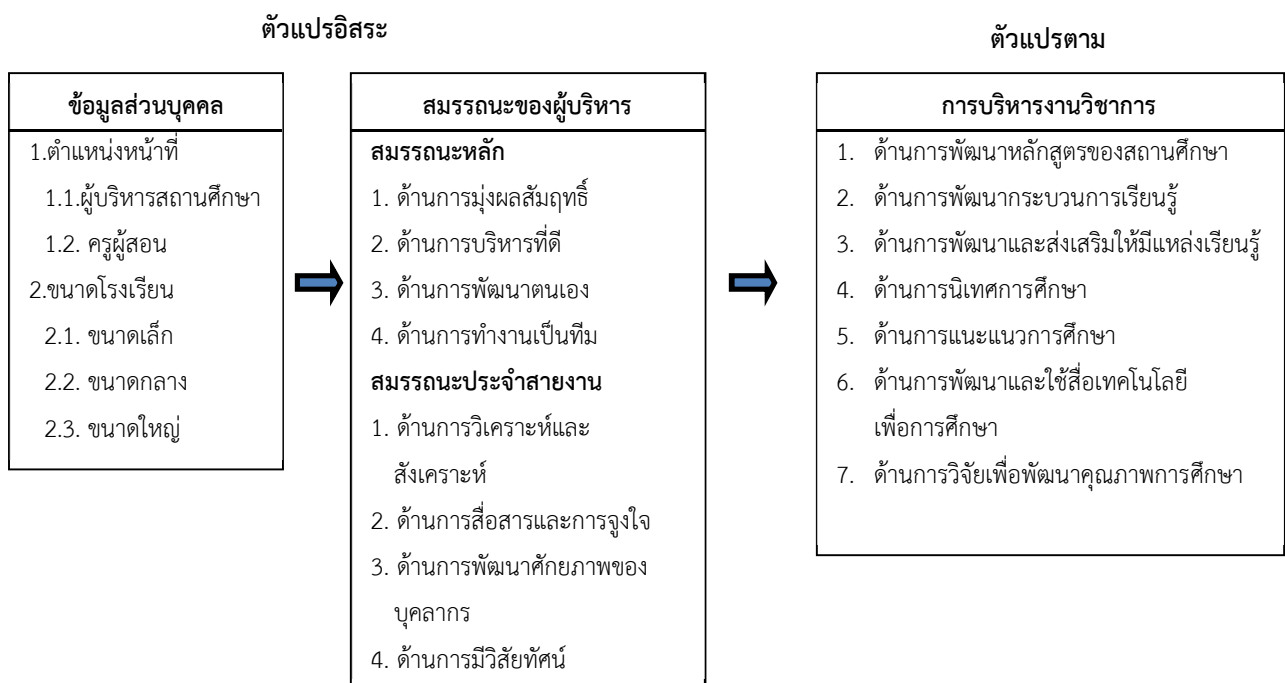 ตัวแปรอิสระ
ตัวแปรตาม
ข้อมูลส่วนบุคคล
1.ตำแหน่งหน้าที่
1.1.ผู้บริหารสถานศึกษา
1.2. ครูผู้สอน
2.ขนาดโรงเรียน
2.1. ขนาดเล็ก
2.2. ขนาดกลาง
2.3. ขนาดใหญ่
สมรรถนะของผู้บริหาร
สมรรถนะหลัก
1. ด้านการมุ่งผลสัมฤทธิ์
2. ด้านการบริหารที่ดี
3. ด้านการพัฒนาตนเอง
4. ด้านการทำงานเป็นทีม
สมรรถนะประจำสายงาน
1. ด้านการวิเคราะห์และ
สังเคราะห์
2. ด้านการสื่อสารและการจูงใจ
3. ด้านการพัฒนาศักยภาพของ
บุคลากร
4. ด้านการมีวิสัยทัศน์
การบริหารงานวิชาการ
1. ด้านการพัฒนาหลักสูตรของสถานศึกษา
2. ด้านการพัฒนากระบวนการเรียนรู้
3. ด้านการพัฒนาและส่งเสริมให้มีแหล่งเรียนรู้
4. ด้านการนิเทศการศึกษา
5. ด้านการแนะแนวการศึกษา
6. ด้านการพัฒนาและใช้สื่อเทคโนโลยี
เพื่อการศึกษา
7. ด้านการวิจัยเพื่อพัฒนาคุณภาพการศึกษา